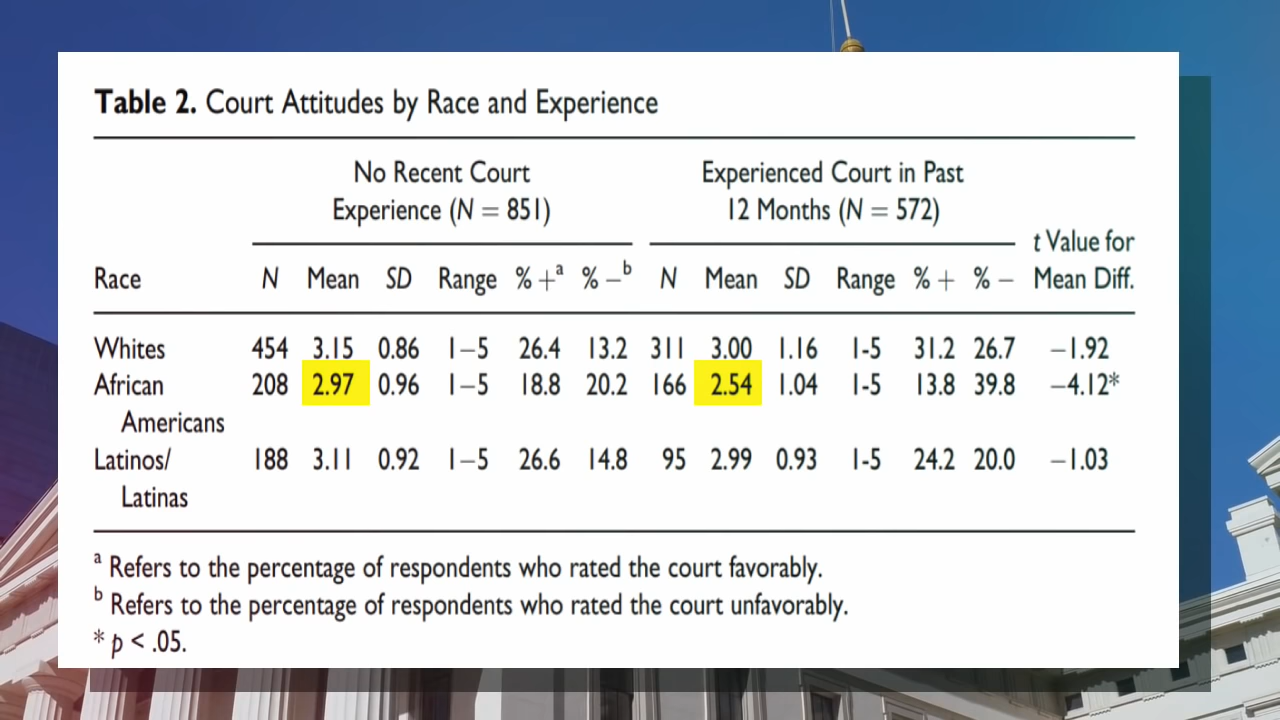 Table 2. Court Attitudes by Race and Experience
No Recent Court Experience (N = 851) Experienced Court in Past 12 Months (N = 572)
t Value for
Race N Mean SD Range % +a % −b N Mean SD Range % + % − Mean Diff.
Whites 454 3.15 0.86 1–5 26.4 13.2 311 3.00 1.16 1-5 31.2 26.7 −1.92
African 208 2.97 0.96 1–5 18.8 20.2 166 2.54 1.04 1-5 13.8 39.8 −4.12*
Americans
Latinos/ 188 3.11 0.92 1–5 26.6 14.8 95 2.99 0.93 1-5 24.2 20.0 −1.03
Latinas
a Refers to the percentage of respondents who rated the court favorably.
b Refers to the percentage of respondents who rated the court unfavorably.
* p < .05.